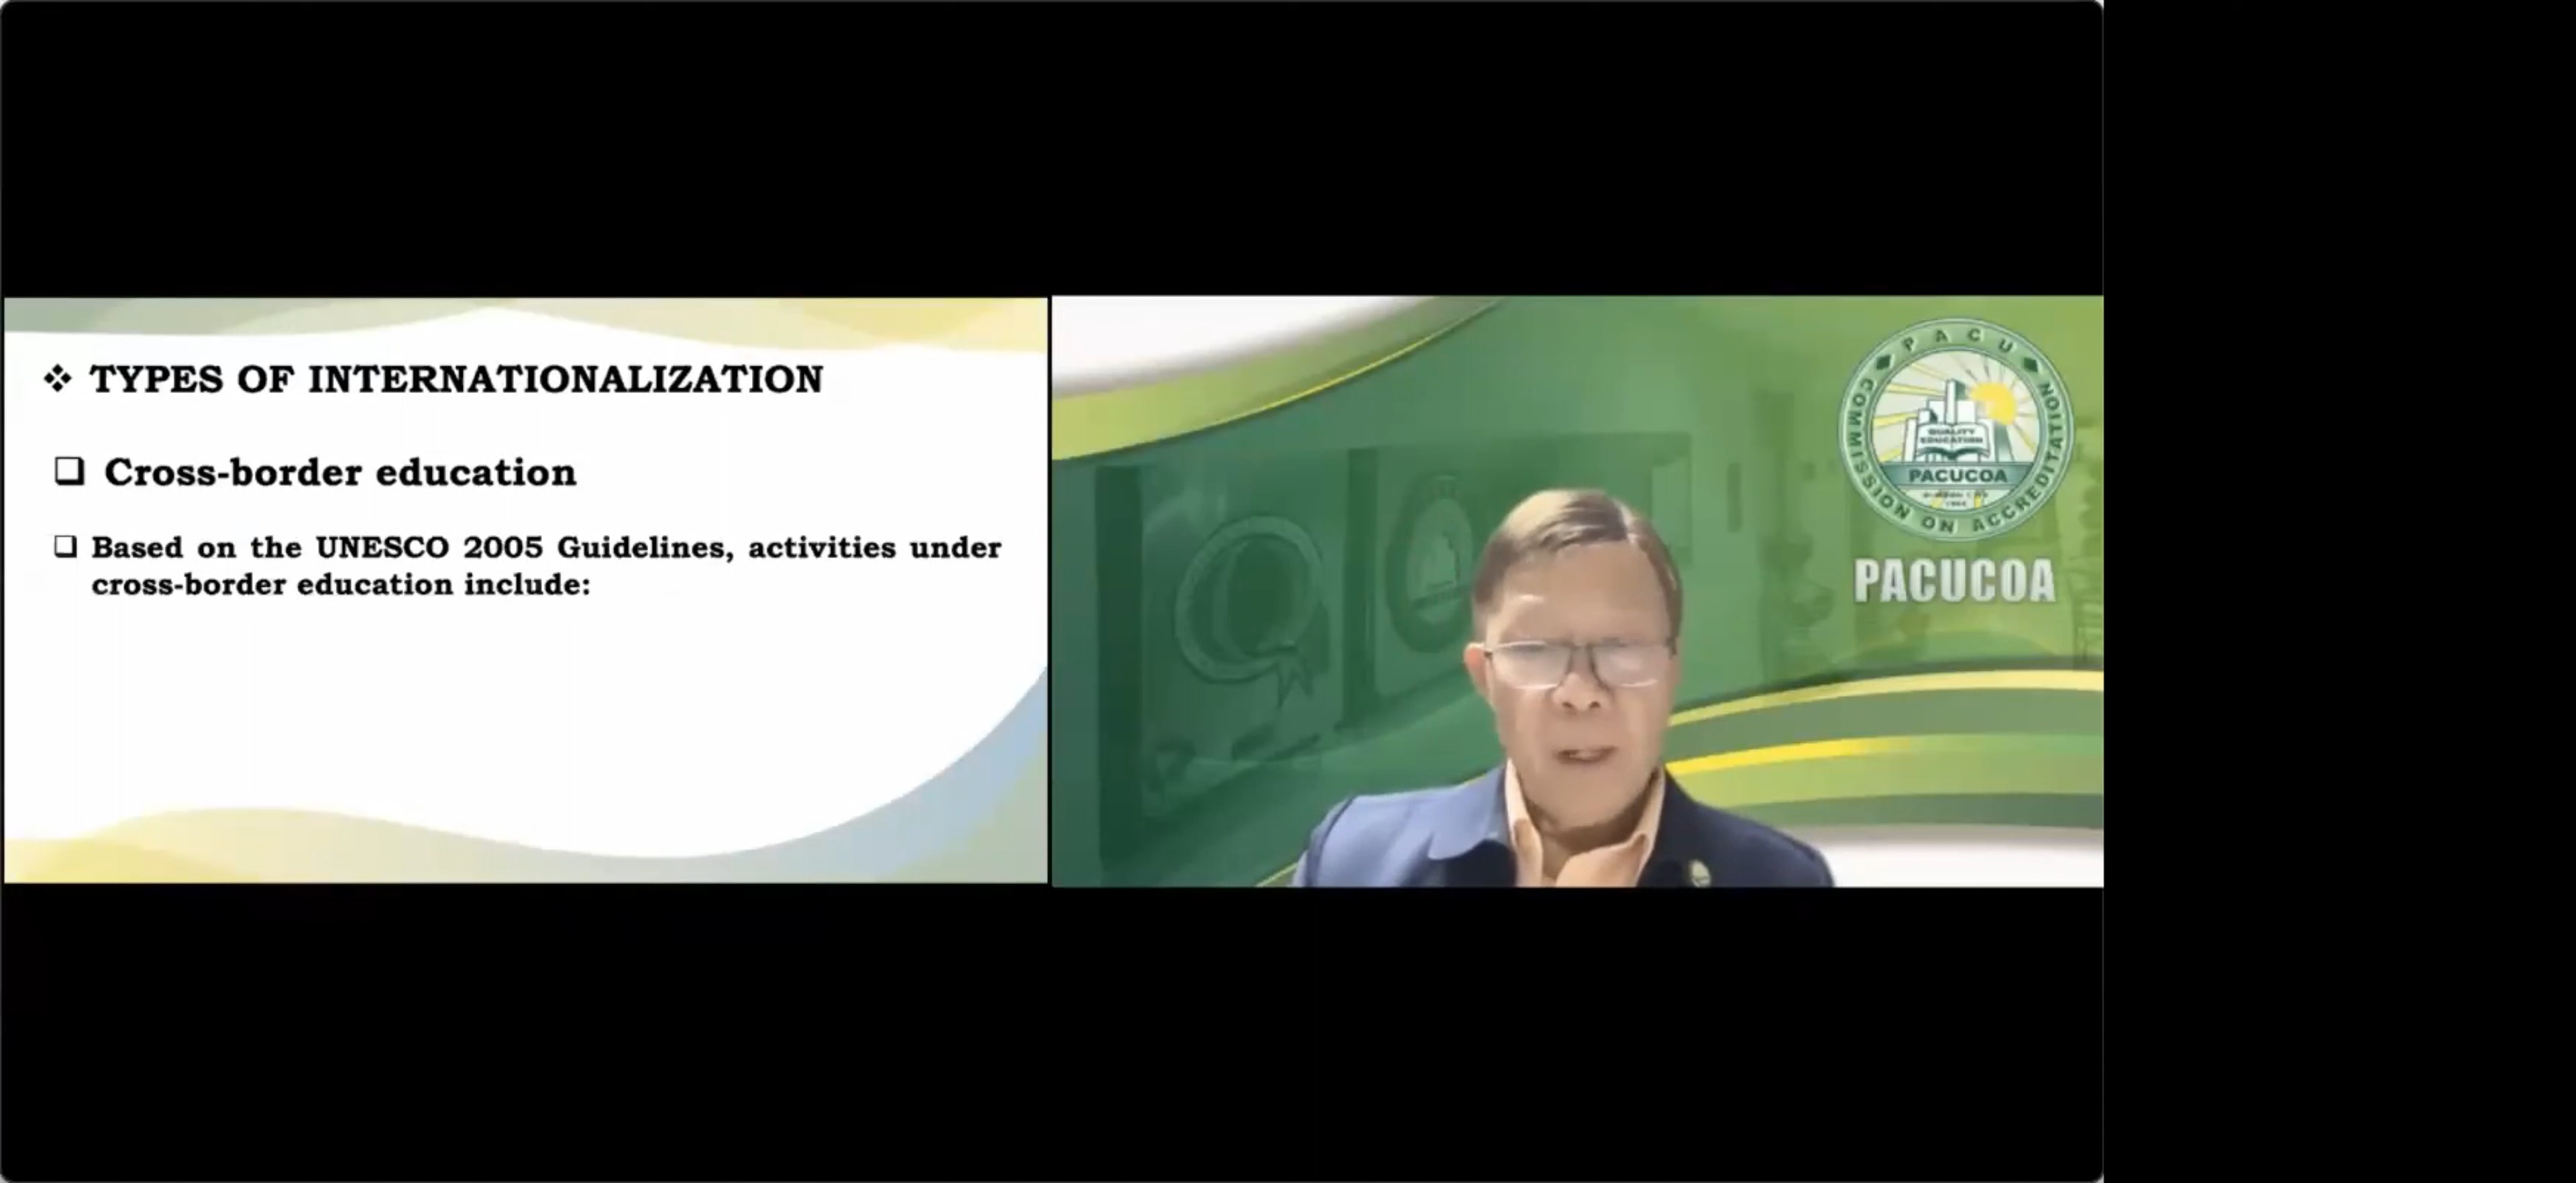 ❖ TYPES OF INTERNATIONALIZATION
❑ Cross-border education
❑ Based on the UNESCO 2005 Guidelines, activities under
cross-border education include:
PACU
COMMISSION ON ACCREDITATION
QUALITY
EDUCATION
PACUCOA
PACUCOA